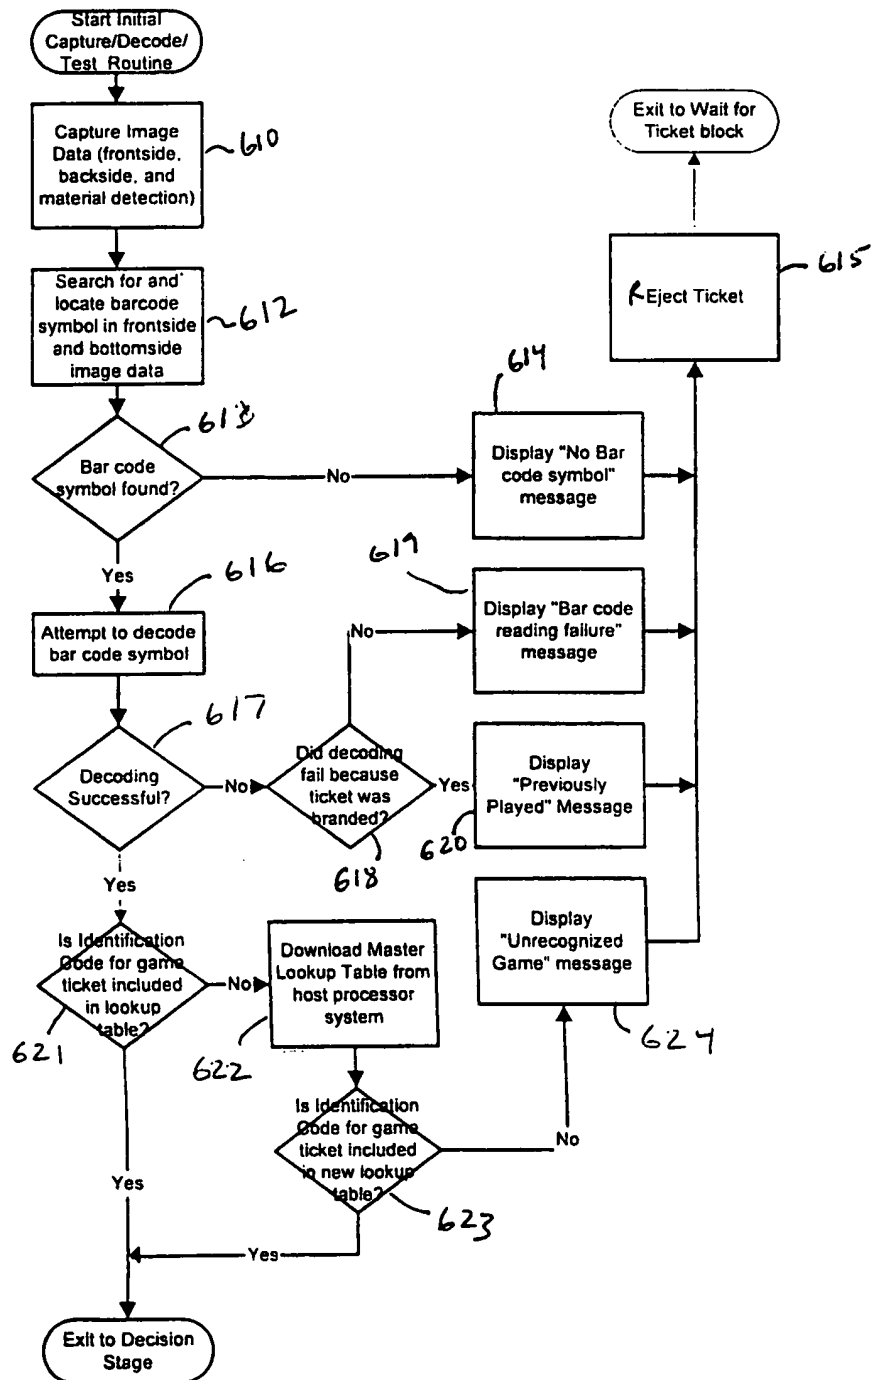 Start Initial
Capture/Decode/
Test Routine
Capture Image
Data (frontside,
backside, and
material detection)
610
Search for and
locate barcode
symbol in frontside
and bottomside
image data
612
Bar code
symbol found?
613
No
Display "No Bar
code symbol"
message
614
REject Ticket
615
Exit to Wait for
Ticket block
Yes
Attempt to decode
bar code symbol
616
Decoding
Successful?
617
No
Did decoding
fail because
ticket was
branded?
618
No
Display "Bar code
reading failure"
message
619
Yes
Display
"Previously
Played" Message
620
Yes
Is Identification
Code for game
ticket included
in lookup
table?
621
No
Download Master
Lookup Table from
host processor
system
622
Is Identification
Code for game
ticket included
in new lookup
table?
623
No
Display
"Unrecognized
Game" message
624
Yes
Yes
Exit to Decision
Stage